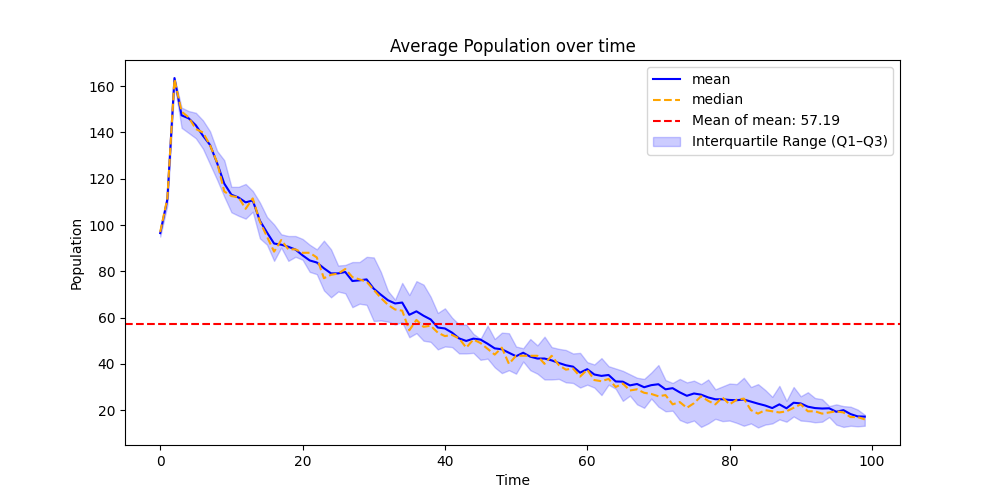 Average Population over time
mean
median
Mean of mean: 57.19
Interquartile Range (Q1–Q3)
Population
160
140
120
100
80
60
40
20
0
20
40
60
80
100
Time